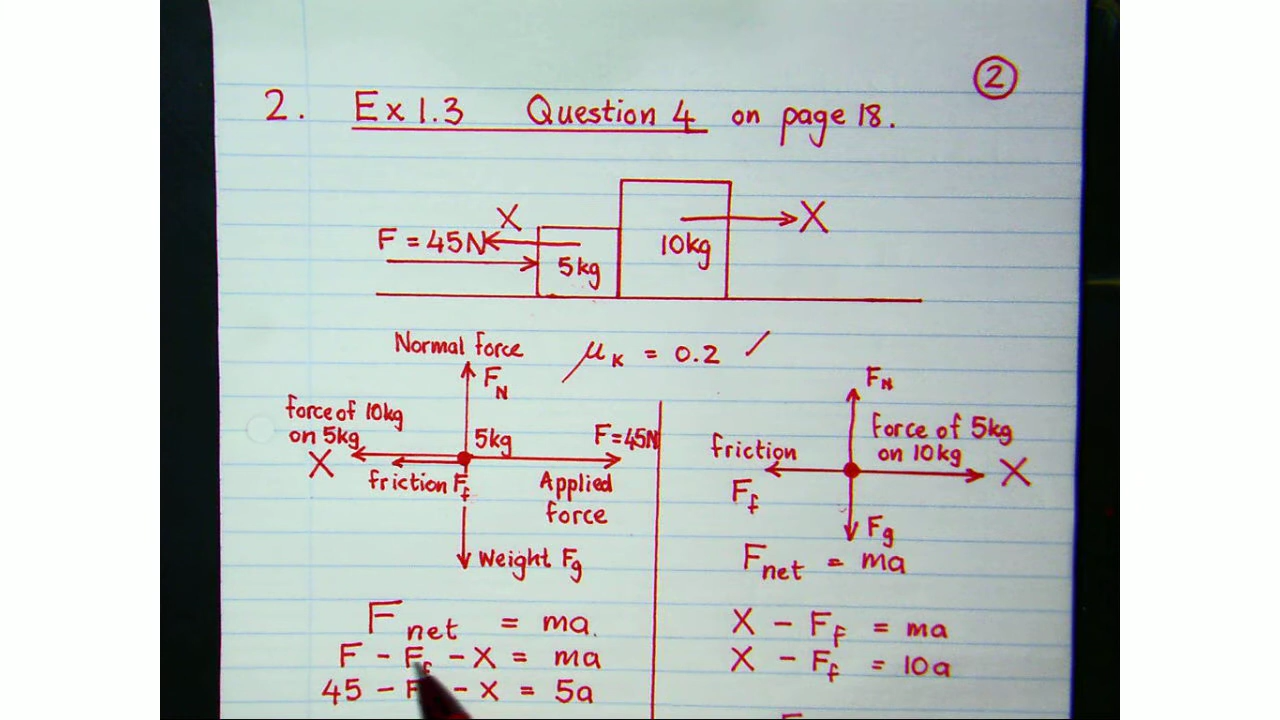 2
2. Ex 1.3 Question 4 on page 18.
X
X
F = 45N
10kg
5kg
Normal force
μK = 0.2
FN
FN
force of 10kg
on 5kg
5kg
F=45N
X
friction Ff
Applied
force
Weight Fg
friction
Force of 5kg
on 10kg
X
Ff
Fg
Fnet = ma
Fnet = ma.
F - Ff - X = ma
45 - F - X = 5a
X - Ff = ma
X - Ff = 10a